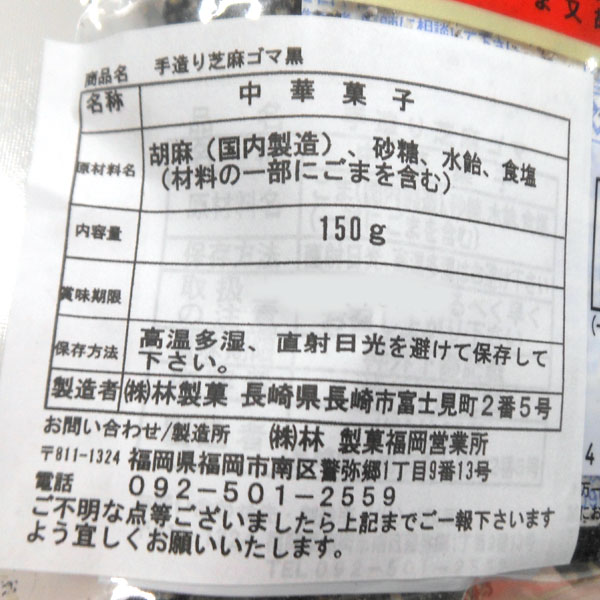 商品名 手造り芝麻ゴマ黒
名称 中華菓子
原材料名 胡麻（国内製造）、砂糖、水飴、食塩
（材料の一部にごまを含む）
内容量 150g
賞味期限
保存方法 高温多湿、直射日光を避けて保存して
下さい。
製造者 ㈱林製菓 長崎県長崎市富士見町2番5号
お問い合わせ/製造所 ㈱林 製菓福岡営業所
〒811-1324 福岡県福岡市南区警弥郷1丁目9番13号
電話 092-501-2559
ご不明な点等ございましたら上記までご一報下さいます
よう宜しくお願いいたします。